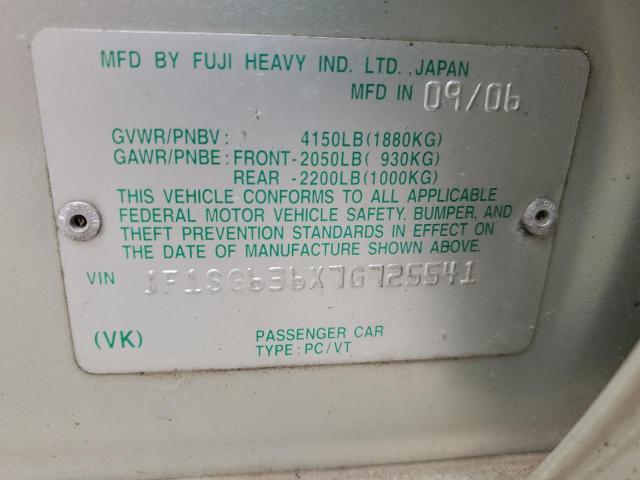 MFD BY FUJI HEAVY IND. LTD. JAPAN
MFD IN 09/06
GVWR/PNBV: 4150LB(1880KG)
GAWR/PNBE: FRONT-2050LB( 930KG)
REAR -2200LB(1000KG)
THIS VEHICLE CONFORMS TO ALL APPLICABLE
FEDERAL MOTOR VEHICLE SAFETY, BUMPER, AND
THEFT PREVENTION STANDARDS IN EFFECT ON
THE DATE OF MANUFACTURE SHOWN ABOVE.
VIN JF1SG636X7G725541
(VK) PASSENGER CAR
TYPE: PC/VT